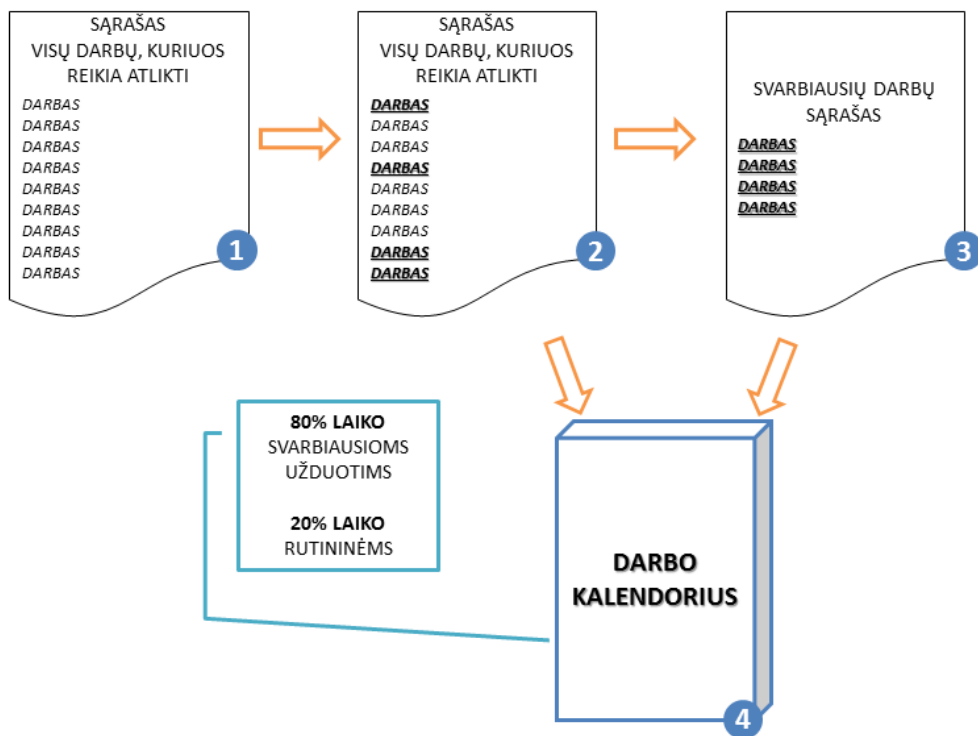 SĄRAŠAS
VISŲ DARBŲ, KURIUOS
REIKIA ATLIKTI
DARBAS
DARBAS
DARBAS
DARBAS
DARBAS
DARBAS
DARBAS
DARBAS
DARBAS
1
SĄRAŠAS
VISŲ DARBŲ, KURIUOS
REIKIA ATLIKTI
DARBAS
DARBAS
DARBAS
DARBAS
DARBAS
DARBAS
DARBAS
DARBAS
DARBAS
2
SVARBIAUSIŲ DARBŲ
SĄRAŠAS
DARBAS
DARBAS
DARBAS
DARBAS
3
80% LAIKO
SVARBIAUSIOMS
UŽDUOTIMS
20% LAIKO
RUTININĖMS
DARBO
KALENDORIUS
4